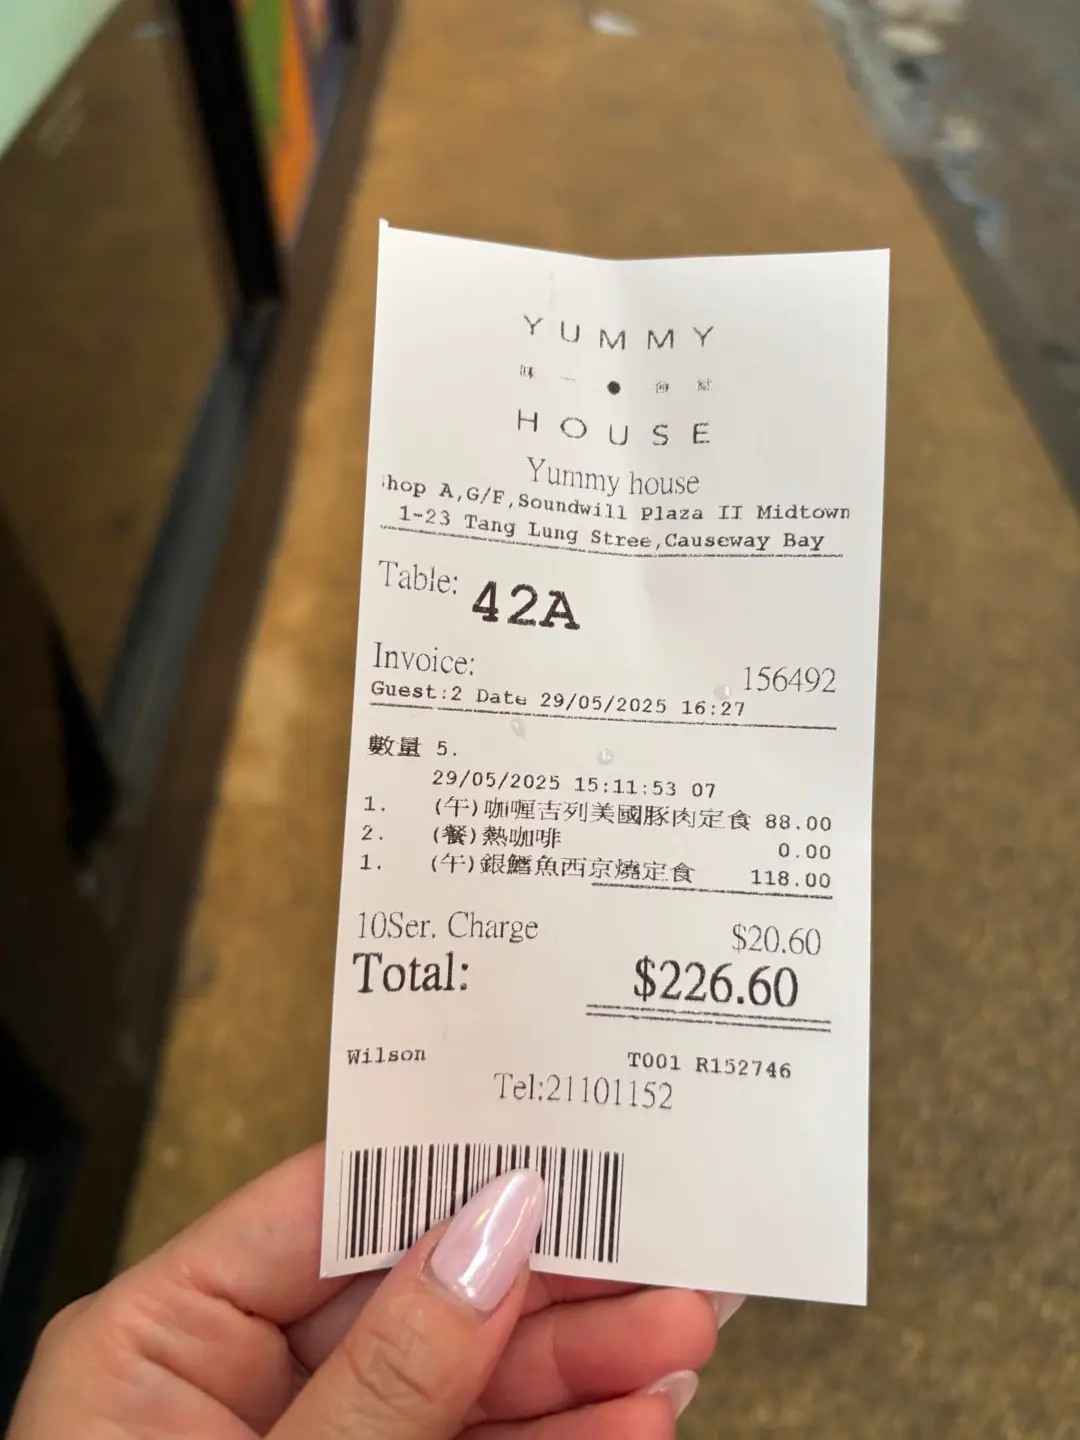 YUMMY
味一
HOUSE
Yummy house
hop A,G/F,Soundwill Plaza II Midtown
1-23 Tang Lung Stree,Causeway Bay
Table: 42A
Invoice: 156492
Guest:2 Date 29/05/2025 16:27
數量 5.
29/05/2025 15:11:53 07
1. (午)咖喱吉列美國豚肉定食 88.00
2. (餐)熱咖啡 0.00
1. (午)銀鱈魚西京燒定食 118.00
10Ser. Charge $20.60
Total: $226.60
Wilson T001 R152746
Tel:21101152